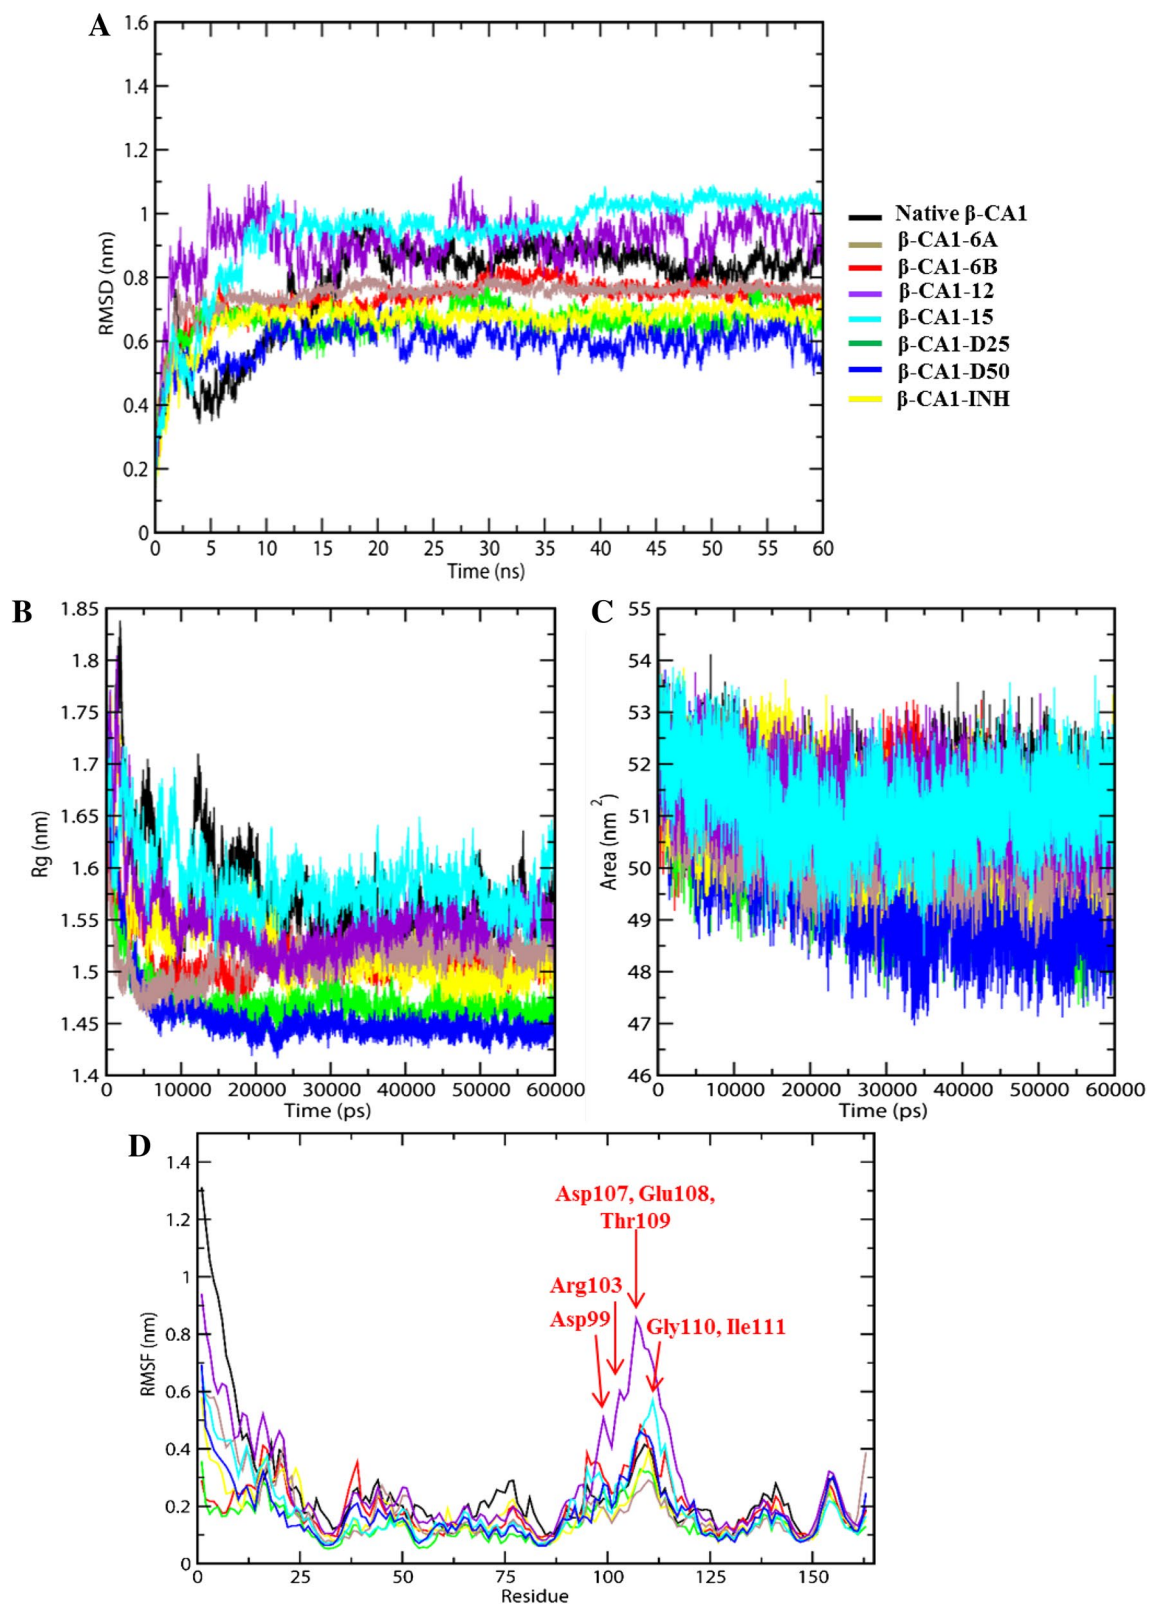 A
1.6
1.4
1.2
1
0.8
0.6
0.4
0.2
0
RMSD (nm)
0 5 10 15 20 25 30 35 40 45 50 55 60
Time (ns)
Native β-CA1
β-CA1-6A
β-CA1-6B
β-CA1-12
β-CA1-15
β-CA1-D25
β-CA1-D50
β-CA1-INH
B
1.85
1.8
1.75
1.7
1.65
1.6
1.55
1.5
1.45
1.4
Rg (nm)
0 10000 20000 30000 40000 50000 60000
Time (ps)
C
55
54
53
52
51
50
49
48
47
46
Area (nm²)
0 10000 20000 30000 40000 50000 60000
Time (ps)
D
1.4
1.2
1
0.8
0.6
0.4
0.2
0
RMSF (nm)
Asp107, Glu108,
Thr109
Arg103
Asp99
Gly110, Ile111
0 25 50 75 100 125 150
Residue